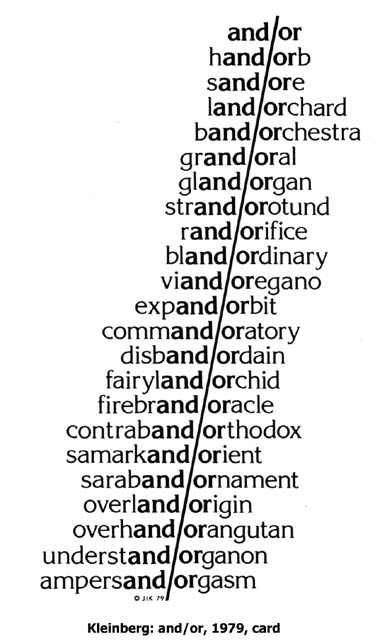 and/or
hand/orb
sand/ore
land/orchard
band/orchestra
grand/oral
gland/organ
strand/orotund
rand/orifice
bland/ordinary
viand/oregano
expand/orbit
command/oratory
disband/ordain
fairyland/orchid
firebrand/oracle
contraband/orthodox
samarkand/orient
saraband/ornament
overland/origin
overhand/orangutan
understand/organon
ampersand/orgasm
© JIK 79
Kleinberg: and/or, 1979, card